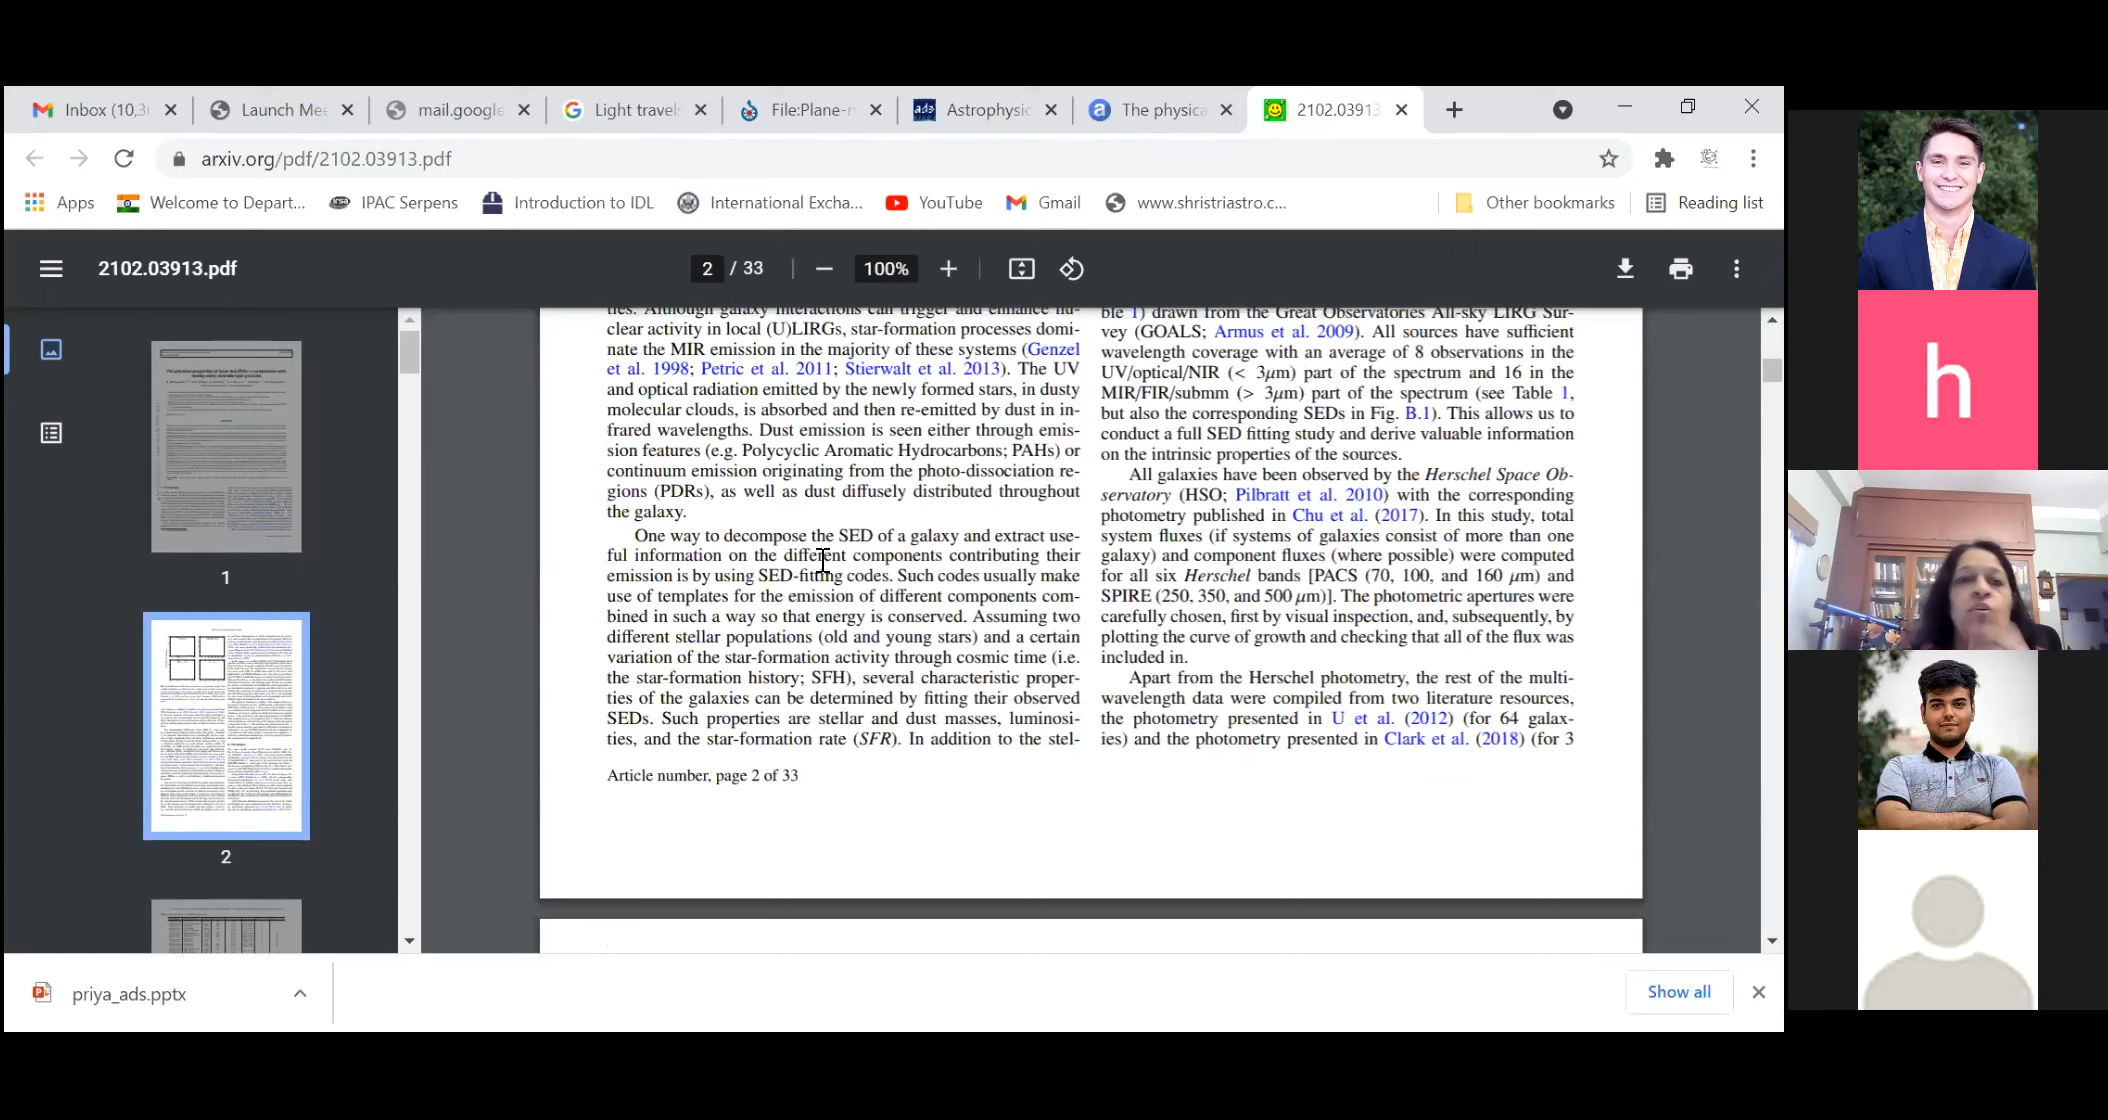 Inbox (10,3
Launch Mee
mail.google
Light travel
File:Plane-n
Astrophysic
The physica
2102.03913
arxiv.org/pdf/2102.03913.pdf
Apps
Welcome to Depart...
IPAC Serpens
Introduction to IDL
International Excha...
YouTube
Gmail
www.shristriastro.c...
Other bookmarks
Reading list
2102.03913.pdf
2 / 33
100%
1
2
ties. Although galaxy interactions can trigger and enhance nu-
clear activity in local (U)LIRGs, star-formation processes domi-
nate the MIR emission in the majority of these systems (Genzel
et al. 1998; Petric et al. 2011; Stierwalt et al. 2013). The UV
and optical radiation emitted by the newly formed stars, in dusty
molecular clouds, is absorbed and then re-emitted by dust in in-
frared wavelengths. Dust emission is seen either through emis-
sion features (e.g. Polycyclic Aromatic Hydrocarbons; PAHs) or
continuum emission originating from the photo-dissociation re-
gions (PDRs), as well as dust diffusely distributed throughout
the galaxy.
One way to decompose the SED of a galaxy and extract use-
ful information on the different components contributing their
emission is by using SED-fitting codes. Such codes usually make
use of templates for the emission of different components com-
bined in such a way so that energy is conserved. Assuming two
different stellar populations (old and young stars) and a certain
variation of the star-formation activity through cosmic time (i.e.
the star-formation history; SFH), several characteristic proper-
ties of the galaxies can be determined by fitting their observed
SEDs. Such properties are stellar and dust masses, luminosi-
ties, and the star-formation rate (SFR). In addition to the stel-
Article number, page 2 of 33
ble 1) drawn from the Great Observatories All-sky LIRG Sur-
vey (GOALS; Armus et al. 2009). All sources have sufficient
wavelength coverage with an average of 8 observations in the
UV/optical/NIR (< 3μm) part of the spectrum and 16 in the
MIR/FIR/submm (> 3μm) part of the spectrum (see Table 1,
but also the corresponding SEDs in Fig. B.1). This allows us to
conduct a full SED fitting study and derive valuable information
on the intrinsic properties of the sources.
All galaxies have been observed by the Herschel Space Ob-
servatory (HSO; Pilbratt et al. 2010) with the corresponding
photometry published in Chu et al. (2017). In this study, total
system fluxes (if systems of galaxies consist of more than one
galaxy) and component fluxes (where possible) were computed
for all six Herschel bands [PACS (70, 100, and 160 μm) and
SPIRE (250, 350, and 500 μm)]. The photometric apertures were
carefully chosen, first by visual inspection, and, subsequently, by
plotting the curve of growth and checking that all of the flux was
included in.
Apart from the Herschel photometry, the rest of the multi-
wavelength data were compiled from two literature resources,
the photometry presented in U et al. (2012) (for 64 galax-
ies) and the photometry presented in Clark et al. (2018) (for 3
priya_ads.pptx
Show all
h